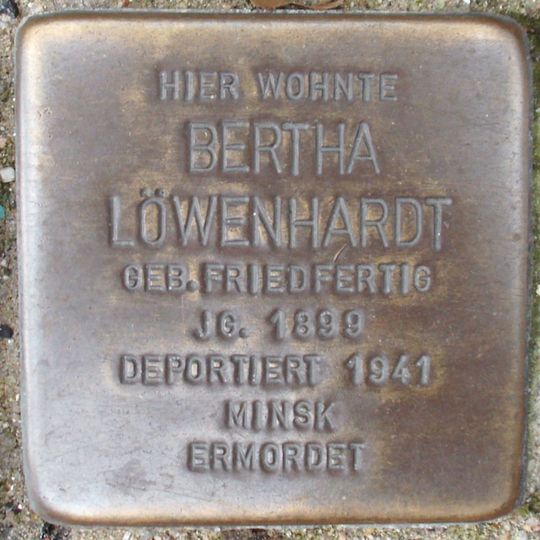 HIER WOHNTE
BERTHA
LÖWENHARDT
GEB. FRIEDFERTIG
JG. 1899
DEPORTIERT 1941
MINSK
ERMORDET